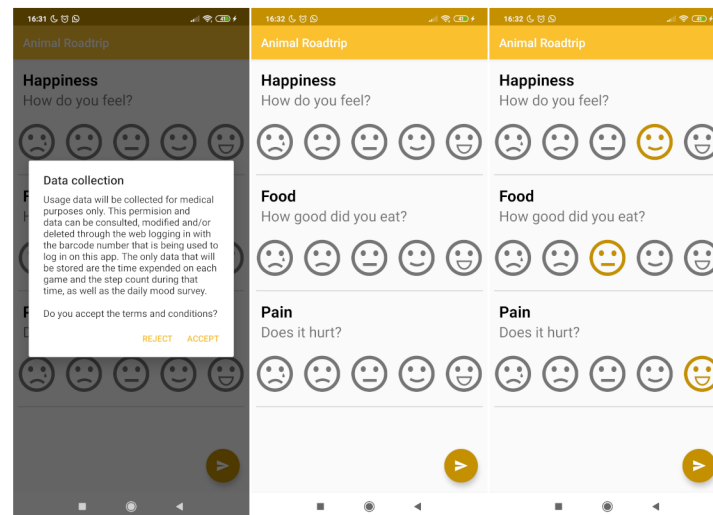 16:31
41
Animal Roadtrip
Happiness
How do you feel?
Data collection
Usage data will be collected for medical
purposes only. This permision and
data can be consulted, modified and/or
deleted through the web logging in with
the barcode number that is being used to
log in on this app. The only data that will
be stored are the time expended on each
game and the step count during that
time, as well as the daily mood survey.
Do you accept the terms and conditions?
REJECT ACCEPT
16:32
Animal Roadtrip
Happiness
How do you feel?
Food
How good did you eat?
Pain
Does it hurt?
16:32
Animal Roadtrip
Happiness
How do you feel?
Food
How good did you eat?
Pain
Does it hurt?